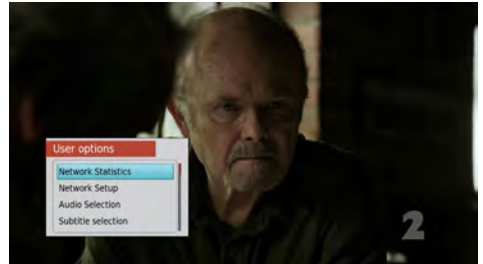 User options
Network Statistics
Network Setup
Audio Selection
Subtitle selection
2